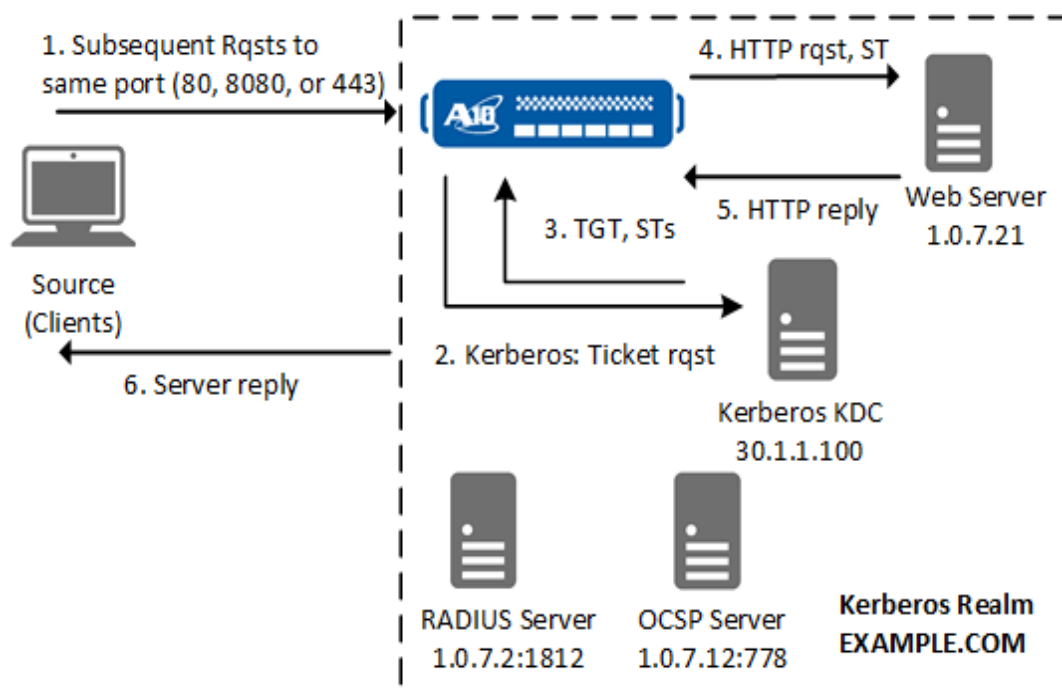 1. Subsequent Rqsts to
same port (80, 8080, or 443)
4. HTTP rqst, ST
A10
5. HTTP reply
Web Server
1.0.7.21
3. TGT, STs
Source
(Clients)
2. Kerberos: Ticket rqst
6. Server reply
Kerberos KDC
30.1.1.100
RADIUS Server
1.0.7.2:1812
OCSP Server
1.0.7.12:778
Kerberos Realm
EXAMPLE.COM